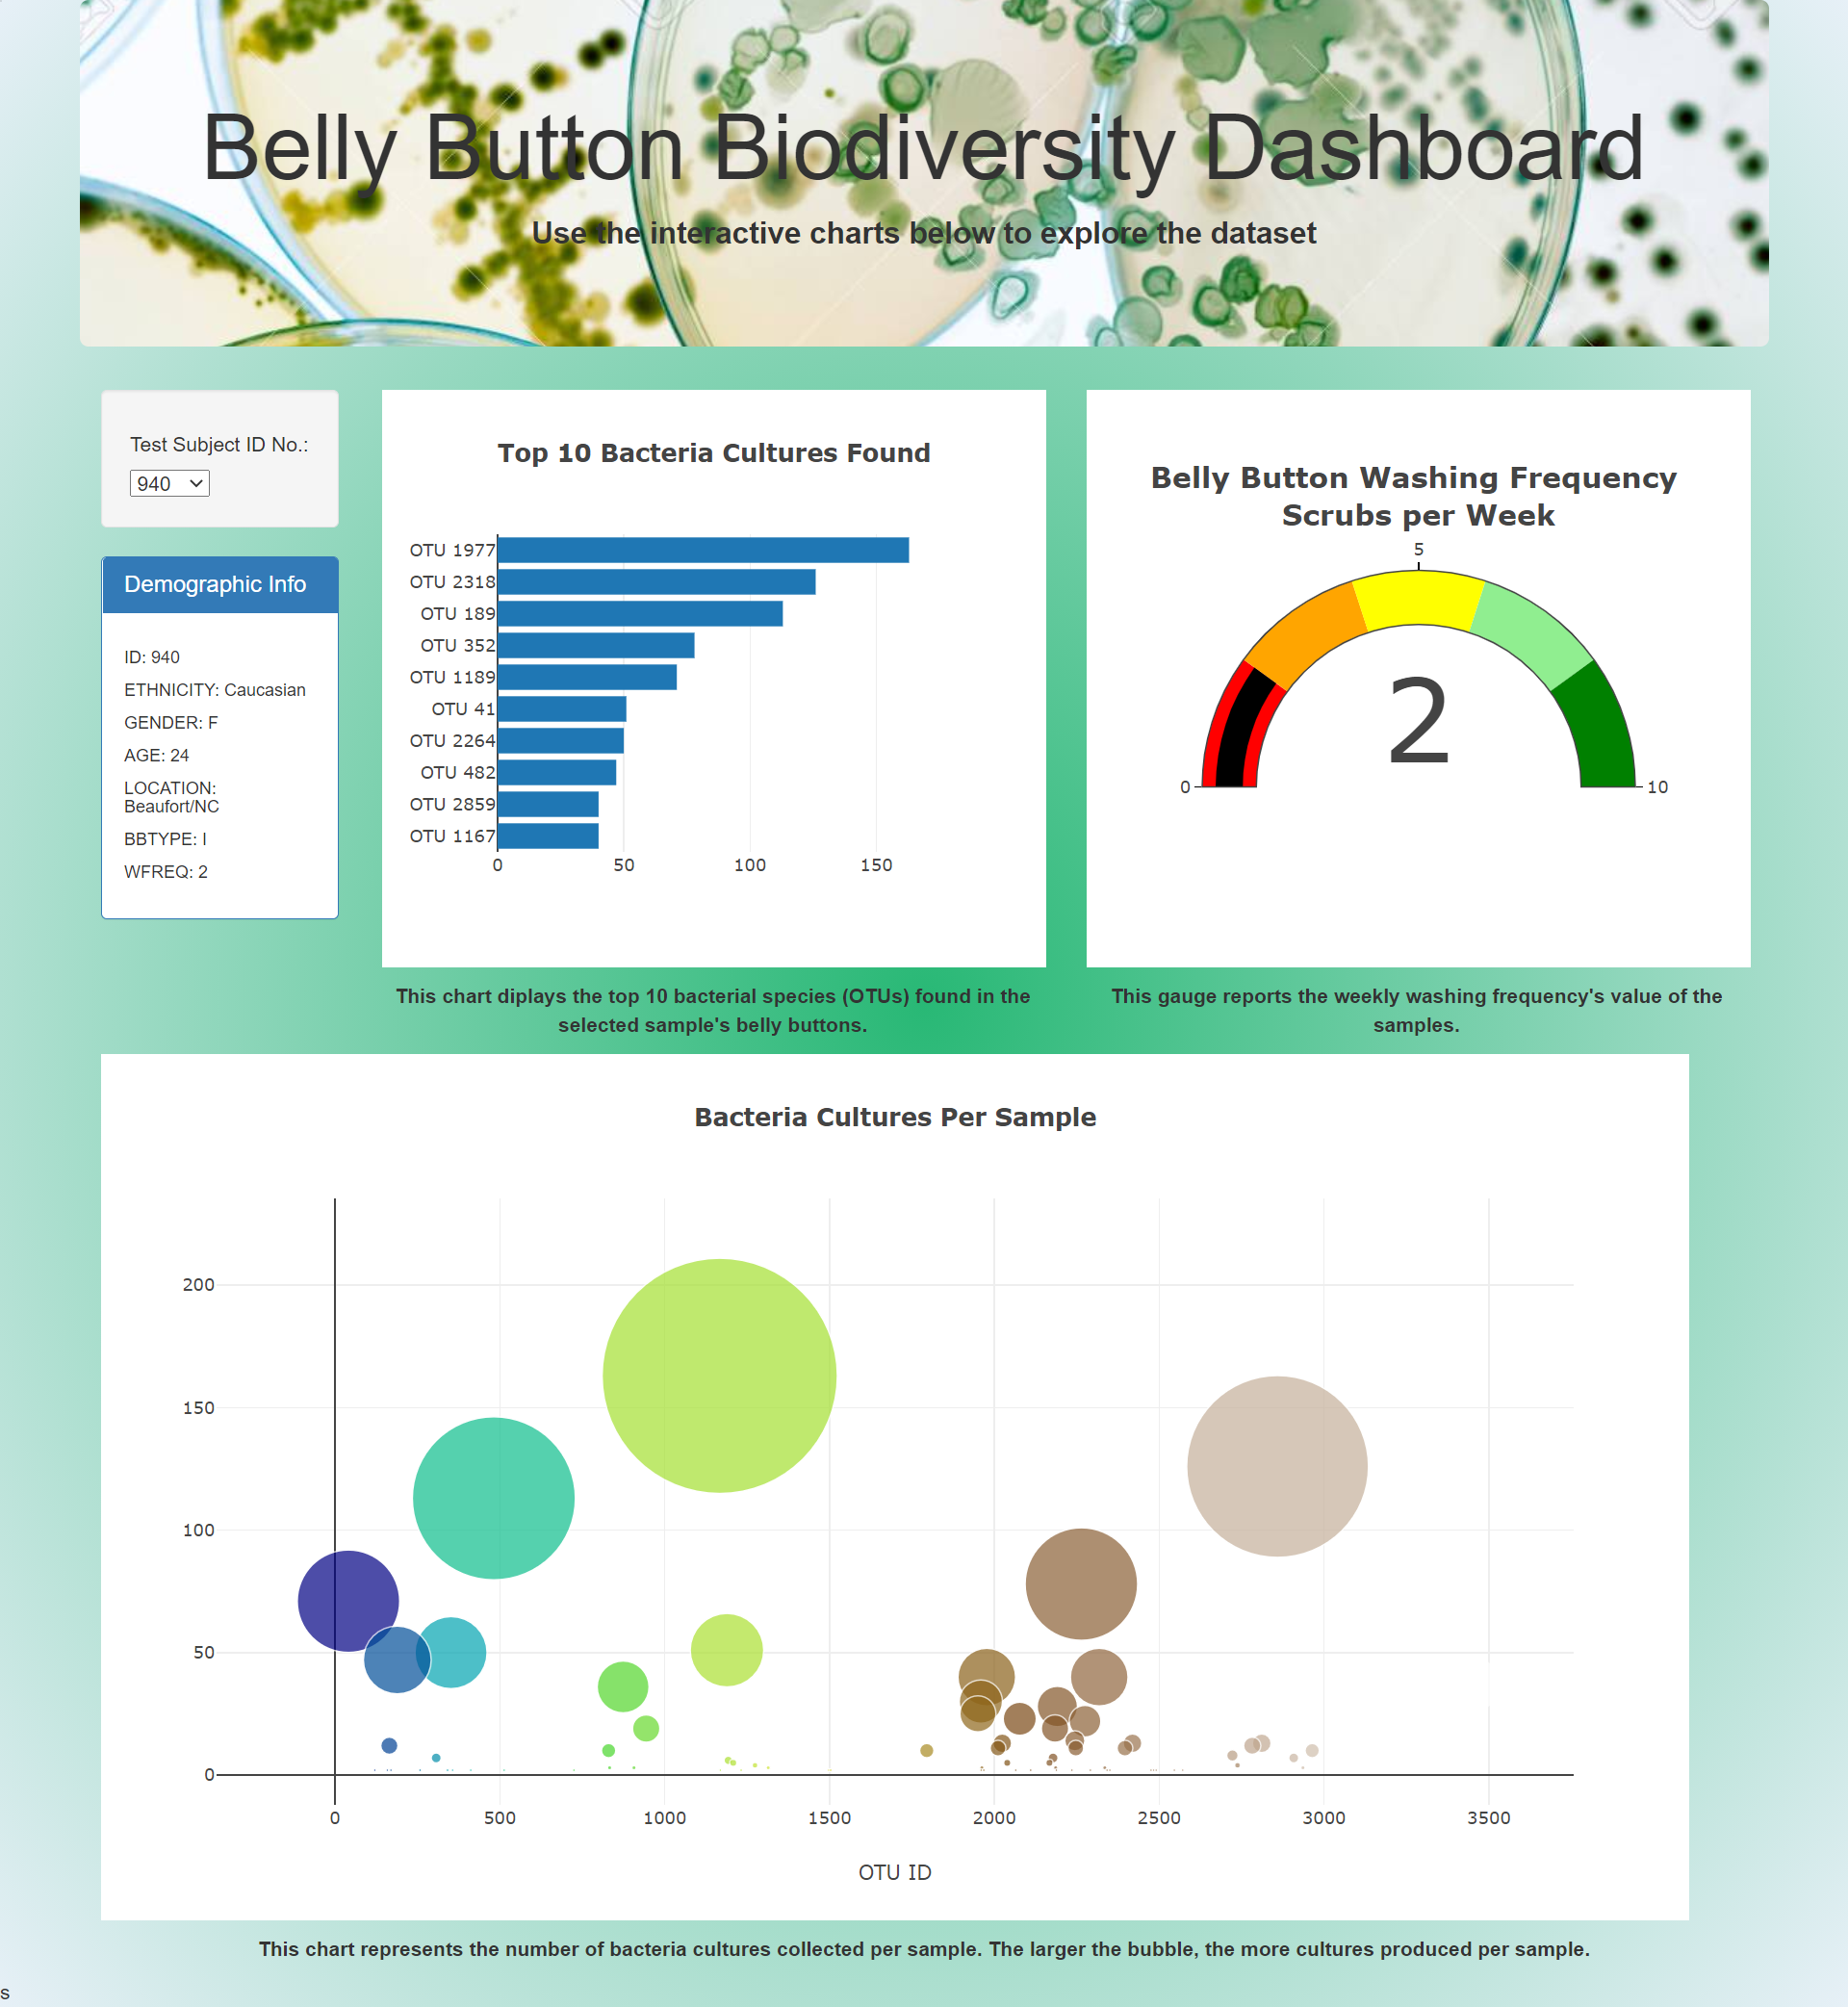 Belly Button Biodiversity Dashboard
Use the interactive charts below to explore the dataset
Test Subject ID No.:
940
Demographic Info
ID: 940
ETHNICITY: Caucasian
GENDER: F
AGE: 24
LOCATION:
Beaufort/NC
BBTYPE: I
WFREQ: 2
Top 10 Bacteria Cultures Found
OTU 1977
OTU 2318
OTU 189
OTU 352
OTU 1189
OTU 41
OTU 2264
OTU 482
OTU 2859
OTU 1167
0 50 100 150
This chart diplays the top 10 bacterial species (OTUs) found in the
selected sample's belly buttons.
Belly Button Washing Frequency
Scrubs per Week
5
2
0 10
This gauge reports the weekly washing frequency's value of the
samples.
Bacteria Cultures Per Sample
200
150
100
50
0
0 500 1000 1500 2000 2500 3000 3500
OTU ID
This chart represents the number of bacteria cultures collected per sample. The larger the bubble, the more cultures produced per sample.
s